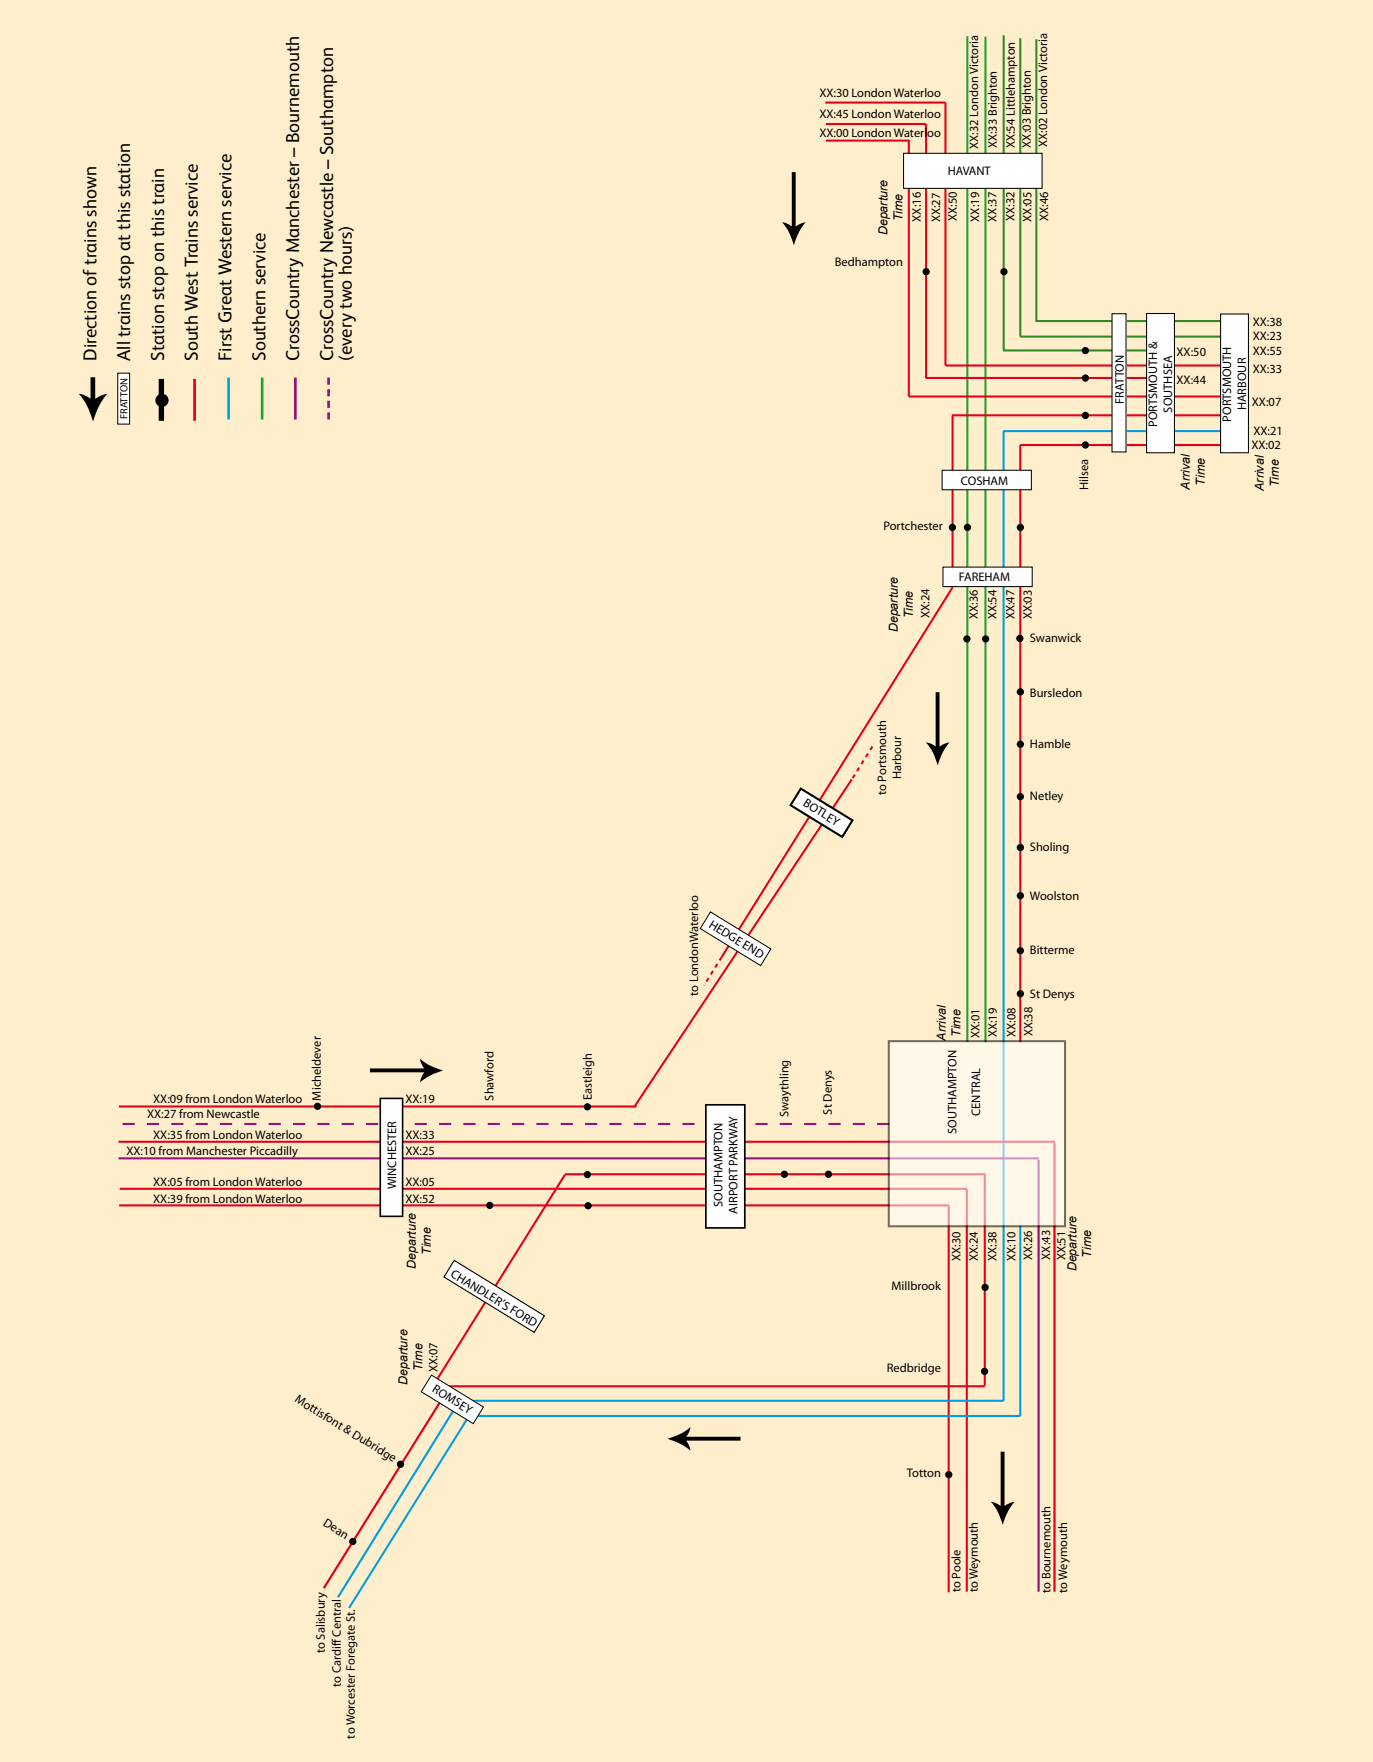 Direction of trains shown
FRATTON
All trains stop at this station
Station stop on this train
South West Trains service
First Great Western service
Southern service
CrossCountry Manchester – Bournemouth
CrossCountry Newcastle – Southampton
(every two hours)
XX:30 London Waterloo
XX:45 London Waterloo
XX:00 London Waterloo
XX:32 London Victoria
XX:33 Brighton
XX:54 Littlehampton
XX:03 Brighton
XX:02 London Victoria
HAVANT
Departure
Time
XX:16
XX:27
XX:50
XX:19
XX:37
XX:32
XX:05
XX:46
Bedhampton
FRATTON
PORTSMOUTH &
SOUTHSEA
PORTSMOUTH
HARBOUR
XX:50
XX:44
XX:38
XX:23
XX:55
XX:33
XX:07
XX:21
XX:02
Hilsea
Arrival
Time
Arrival
Time
COSHAM
Portchester
FAREHAM
Departure
Time
XX:24
XX:36
XX:54
XX:47
XX:03
Swanwick
Bursledon
Hamble
Netley
Sholing
Woolston
Bitterme
St Denys
to Portsmouth
Harbour
BOTLEY
HEDGE END
to LondonWaterloo
Arrival
Time
XX:01
XX:19
XX:08
XX:38
SOUTHAMPTON
CENTRAL
Micheldever
Shawford
Eastleigh
Swaythling
St Denys
XX:09 from London Waterloo
XX:27 from Newcastle
XX:35 from London Waterloo
XX:10 from Manchester Piccadilly
XX:05 from London Waterloo
XX:39 from London Waterloo
WINCHESTER
XX:19
XX:33
XX:25
XX:05
XX:52
Departure
Time
SOUTHAMPTON
AIRPORT PARKWAY
XX:30
XX:24
XX:38
XX:10
XX:26
XX:43
XX:51
Departure
Time
CHANDLER'S FORD
Departure
Time
XX:07
ROMSEY
Millbrook
Redbridge
Mottisfont & Dubridge
Dean
Totton
to Salisbury
to Cardiff Central
to Worcester Foregate St.
to Poole
to Weymouth
to Bournemouth
to Weymouth